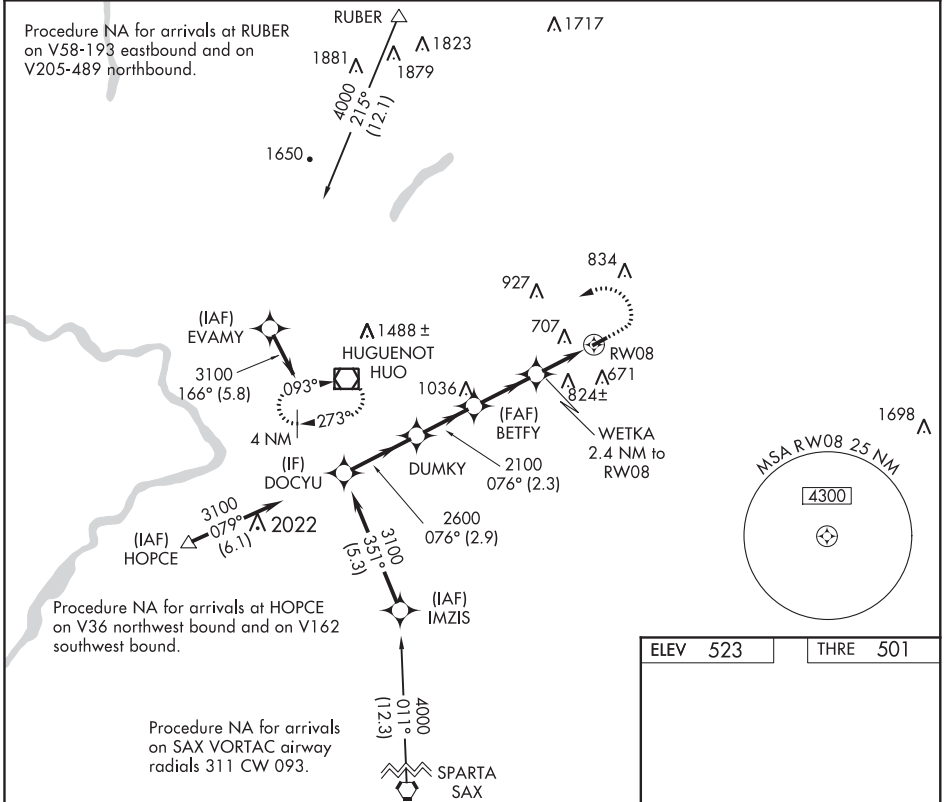 Procedure NA for arrivals at RUBER
on V58-193 eastbound and on
V205-489 northbound.
RUBER
1717
1823
1881
1879
4000
215°
(12.1)
1650
834
927
(IAF)
EVAMY
1488 ±
707
HUGUENOT
HUO
RW08
3100
166° (5.8)
093°
1036
671
824±
273°
(FAF)
BETFY
4 NM
WETKA
2.4 NM to
RW08
1698
(IF)
DOCYU
DUMKY
2100
076° (2.3)
MSA RW08 25 NM
4300
3100
079°
(6.1)
2022
2600
076° (2.9)
(IAF)
HOPCE
3100
351°
(5.3)
(IAF)
IMZIS
Procedure NA for arrivals at HOPCE
on V36 northwest bound and on V162
southwest bound.
ELEV 523
THRE 501
4000
011°
(12.3)
Procedure NA for arrivals
on SAX VORTAC airway
radials 311 CW 093.
SPARTA
SAX